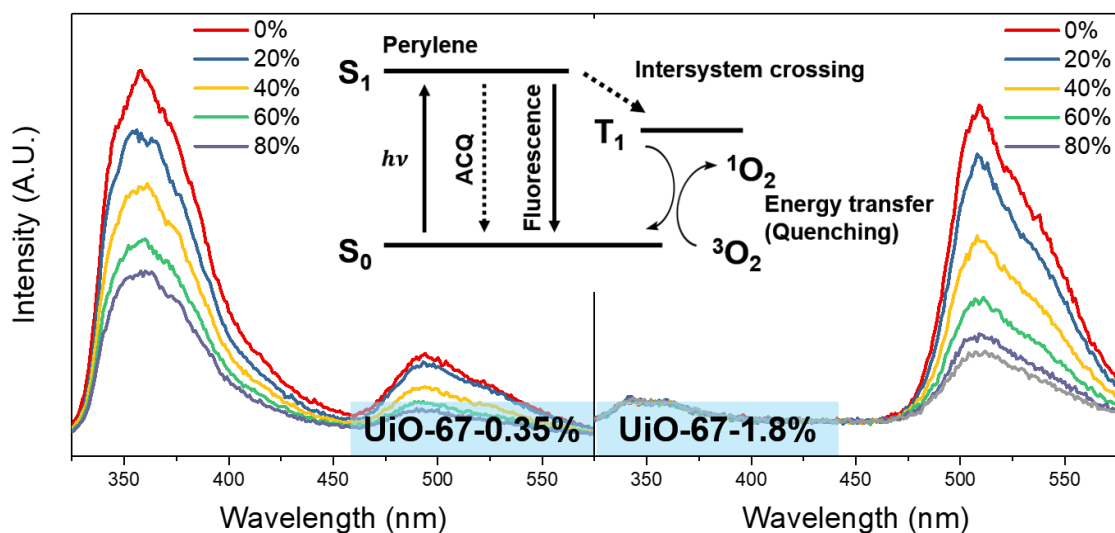 0%
20%
40%
60%
80%
Perylene
S₁
Intersystem crossing
T₁
hν
ACQ
Fluorescence
¹O₂
Energy transfer
(Quenching)
³O₂
S₀
0%
20%
40%
60%
80%
Intensity (A.U.)
UiO-67-0.35%
UiO-67-1.8%
350
400
450
500
550
350
400
450
500
550
Wavelength (nm)
Wavelength (nm)